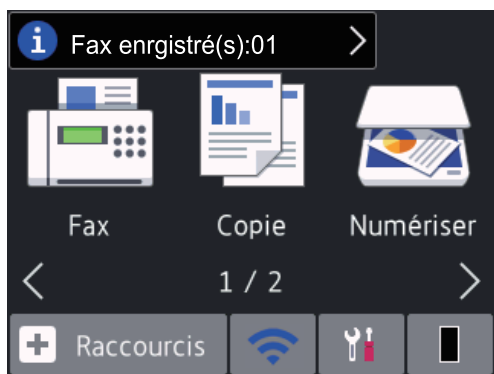 Fax enrgistré(s):01
Fax
Copie
Numériser
1 / 2
Raccourcis